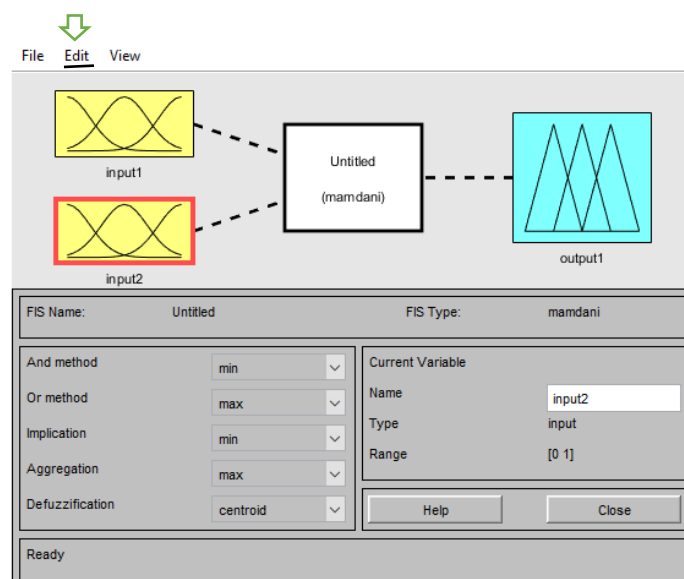 File Edit View
input1
Untitled
(mamdani)
output1
input2
FIS Name: Untitled FIS Type: mamdani
And method min
Or method max
Implication min
Aggregation max
Defuzzification centroid
Current Variable
Name input2
Type input
Range [0 1]
Help Close
Ready